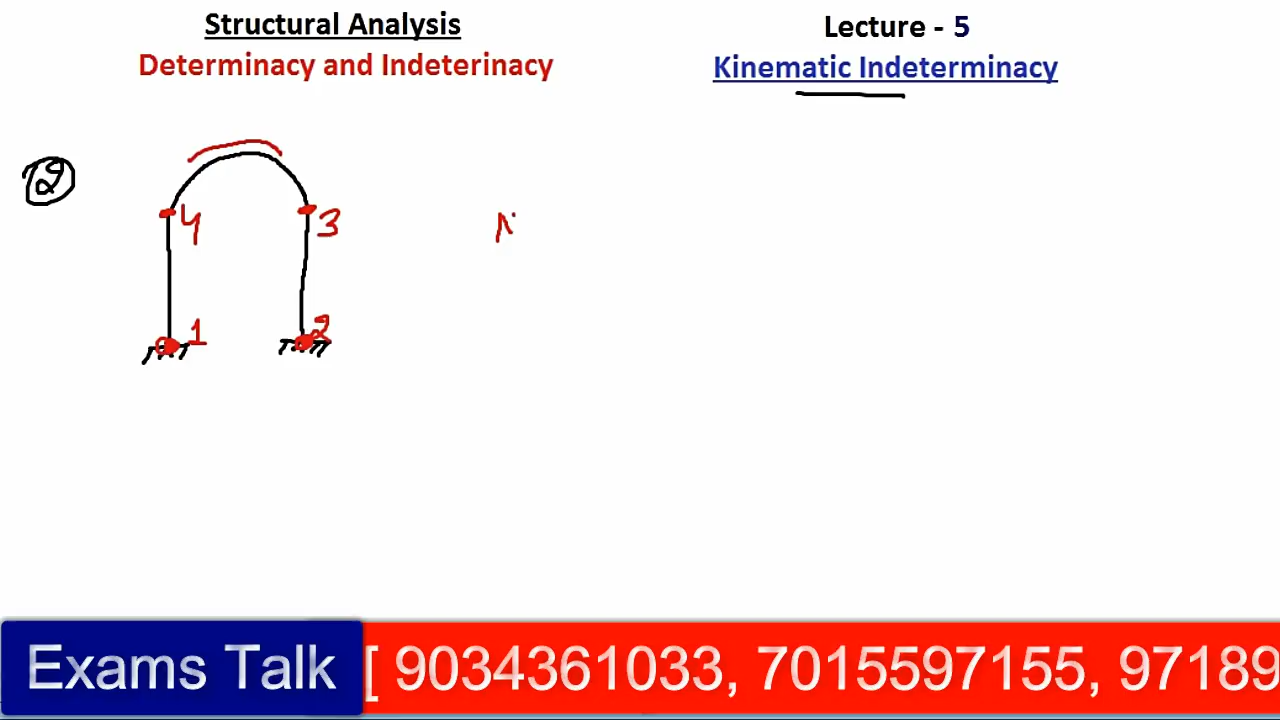 Structural Analysis
Determinacy and Indeterinacy
Lecture - 5
Kinematic Indeterminacy
4
3
1
2
Exams Talk
[ 9034361033, 7015597155, 97189